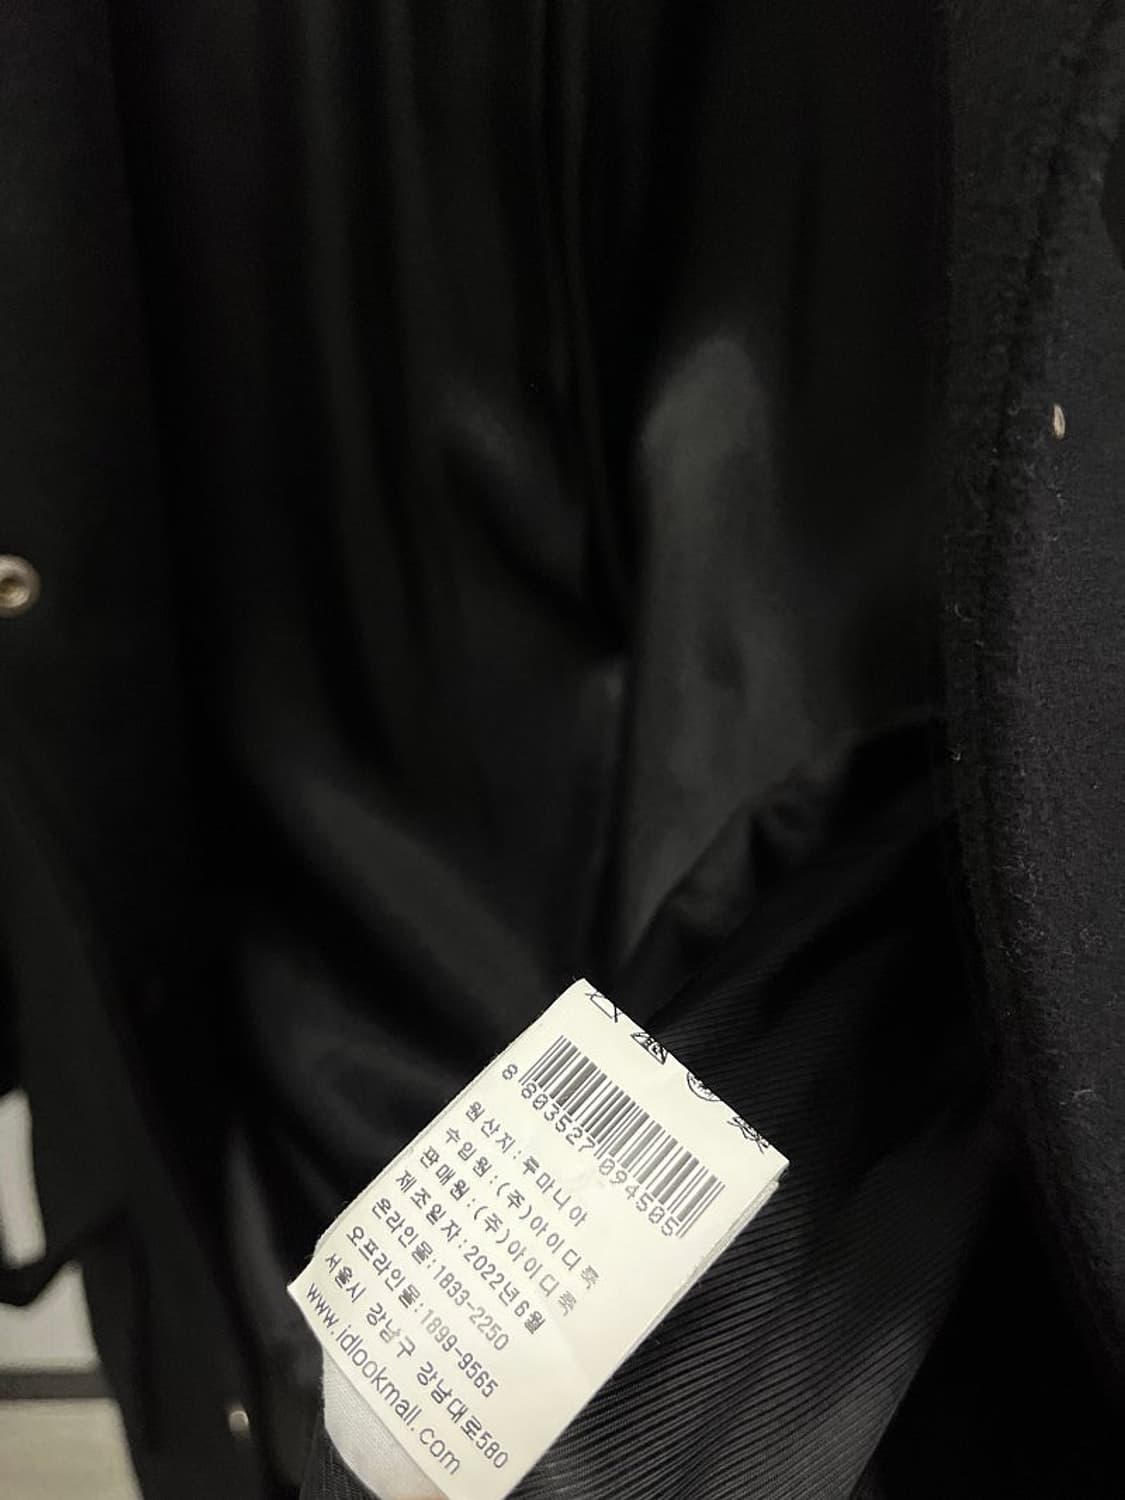 8 803527 094505
원산지:루마니아
수입원:(주)아이디룩
판매원:(주)아이디룩
제조일자:2022년6월
온라인몰:1833-2250
오프라인몰:1899-9565
서울시 강남구 강남대로580
www.idlookmall.com